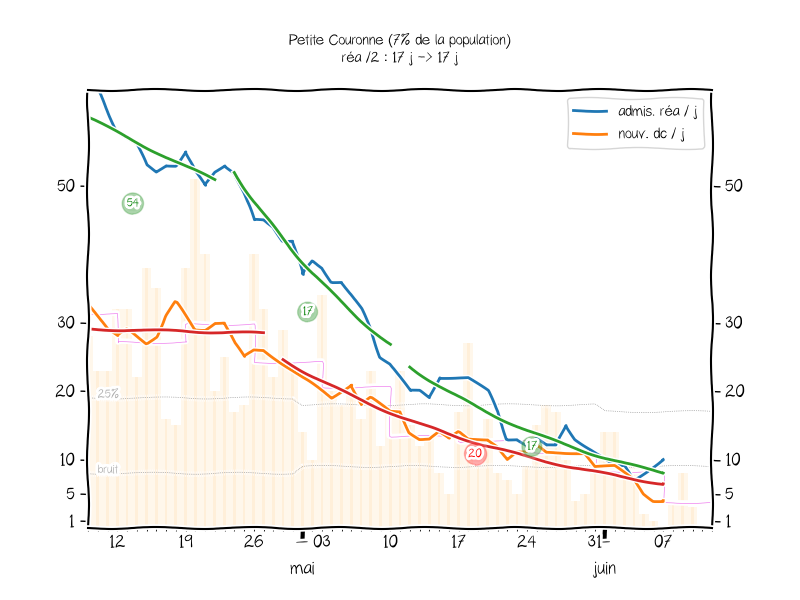 Petite Couronne (7% de la population)
réa /2 : 17 j -> 17 j
admis. réa / j
nouv. dc / j
50
50
54
17
30
30
25%
20
20
20
17
bruit
10
10
5
5
1
1
12 19 26 03 10 17 24 31 07
mai juin